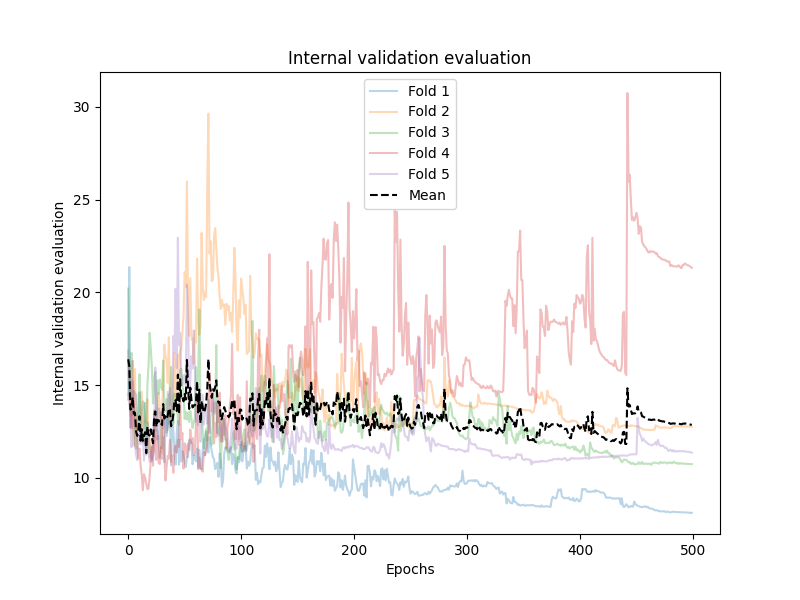 Internal validation evaluation
Internal validation evaluation
30
25
20
15
10
Fold 1
Fold 2
Fold 3
Fold 4
Fold 5
Mean
0
100
200
300
400
500
Epochs